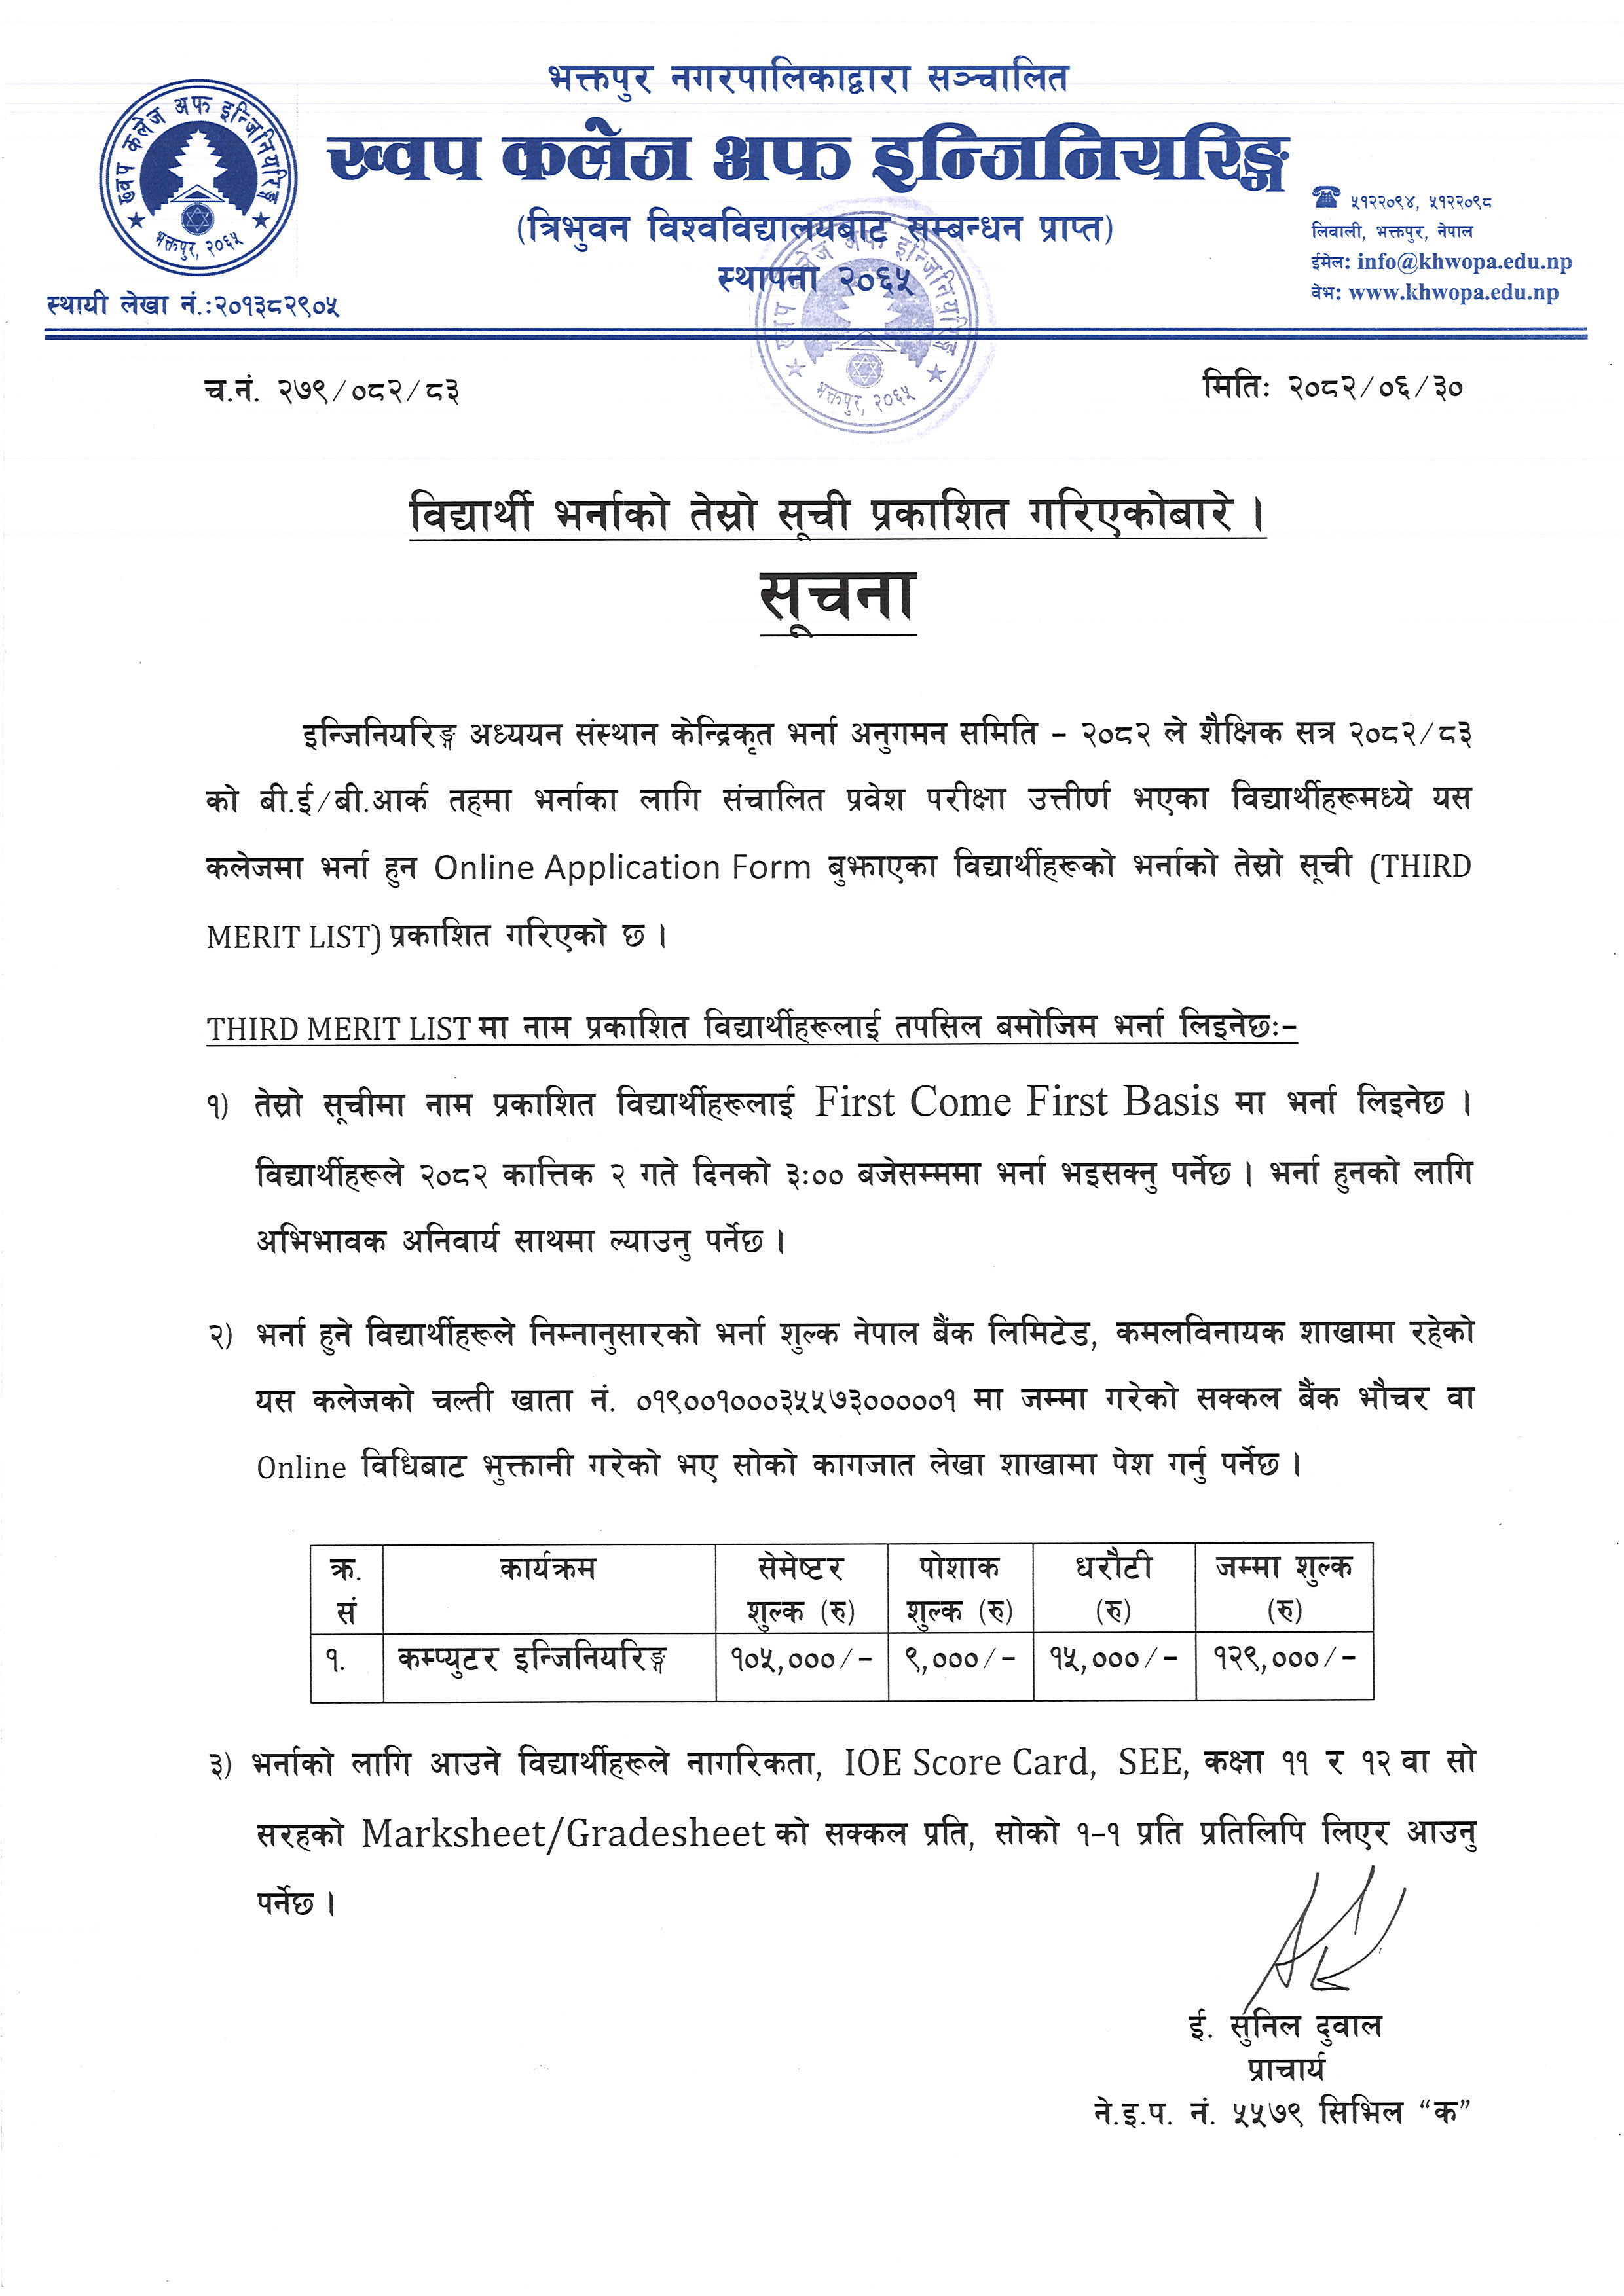 भक्तपुर नगरपालिकाद्वारा सञ्चालित
ख्वप कलेज अफ इन्जिनियरिङ्ग
(त्रिभुवन विश्वविद्यालयबाट सम्बन्धन प्राप्त)
स्थापना २०६५
ख्वप कलेज अफ इन्जिनियरिङ्ग
भक्तपुर, २०६५
स्थायी लेखा नं.:२०१३८२९०५
☎ ५१२२०९४, ५१२२०९८
लिवाली, भक्तपुर, नेपाल
ईमेल: info@khwopa.edu.np
वेभ: www.khwopa.edu.np
ख्वप कलेज अफ इन्जिनियरिङ्ग
भक्तपुर, २०६५
च.नं. २७९/०८२/८३
मितिः २०८२/०६/३०
विद्यार्थी भर्नाको तेस्रो सूची प्रकाशित गरिएकोबारे ।
सूचना
इन्जिनियरिङ्ग अध्ययन संस्थान केन्द्रिकृत भर्ना अनुगमन समिति – २०८२ ले शैक्षिक सत्र २०८२/८३
को बी.ई/बी.आर्क तहमा भर्नाका लागि संचालित प्रवेश परीक्षा उत्तीर्ण भएका विद्यार्थीहरूमध्ये यस
कलेजमा भर्ना हुन Online Application Form बुझाएका विद्यार्थीहरूको भर्नाको तेस्रो सूची (THIRD
MERIT LIST) प्रकाशित गरिएको छ ।
THIRD MERIT LIST मा नाम प्रकाशित विद्यार्थीहरूलाई तपसिल बमोजिम भर्ना लिइनेछः–
१) तेस्रो सूचीमा नाम प्रकाशित विद्यार्थीहरूलाई First Come First Basis मा भर्ना लिइनेछ ।
विद्यार्थीहरूले २०८२ कात्तिक २ गते दिनको ३:०० बजेसम्ममा भर्ना भइसक्नु पर्नेछ । भर्ना हुनको लागि
अभिभावक अनिवार्य साथमा ल्याउनु पर्नेछ ।
२) भर्ना हुने विद्यार्थीहरूले निम्नानुसारको भर्ना शुल्क नेपाल बैंक लिमिटेड, कमलविनायक शाखामा रहेको
यस कलेजको चल्ती खाता नं. ०१९००१०००३५५७३०००००१ मा जम्मा गरेको सक्कल बैंक भौचर वा
Online विधिबाट भुक्तानी गरेको भए सोको कागजात लेखा शाखामा पेश गर्नु पर्नेछ ।
क्र. सं कार्यक्रम सेमेष्टर शुल्क (रु) पोशाक शुल्क (रु) धरौटी (रु) जम्मा शुल्क (रु)
१. कम्प्युटर इन्जिनियरिङ्ग १०५,०००/– ९,०००/– १५,०००/– १२९,०००/–
३) भर्नाको लागि आउने विद्यार्थीहरूले नागरिकता, IOE Score Card, SEE, कक्षा ११ र १२ वा सो
सरहको Marksheet/Gradesheet को सक्कल प्रति, सोको १–१ प्रति प्रतिलिपि लिएर आउनु
पर्नेछ ।
ई. सुनिल दुवाल
प्राचार्य
ने.इ.प. नं. ५५७९ सिभिल “क”